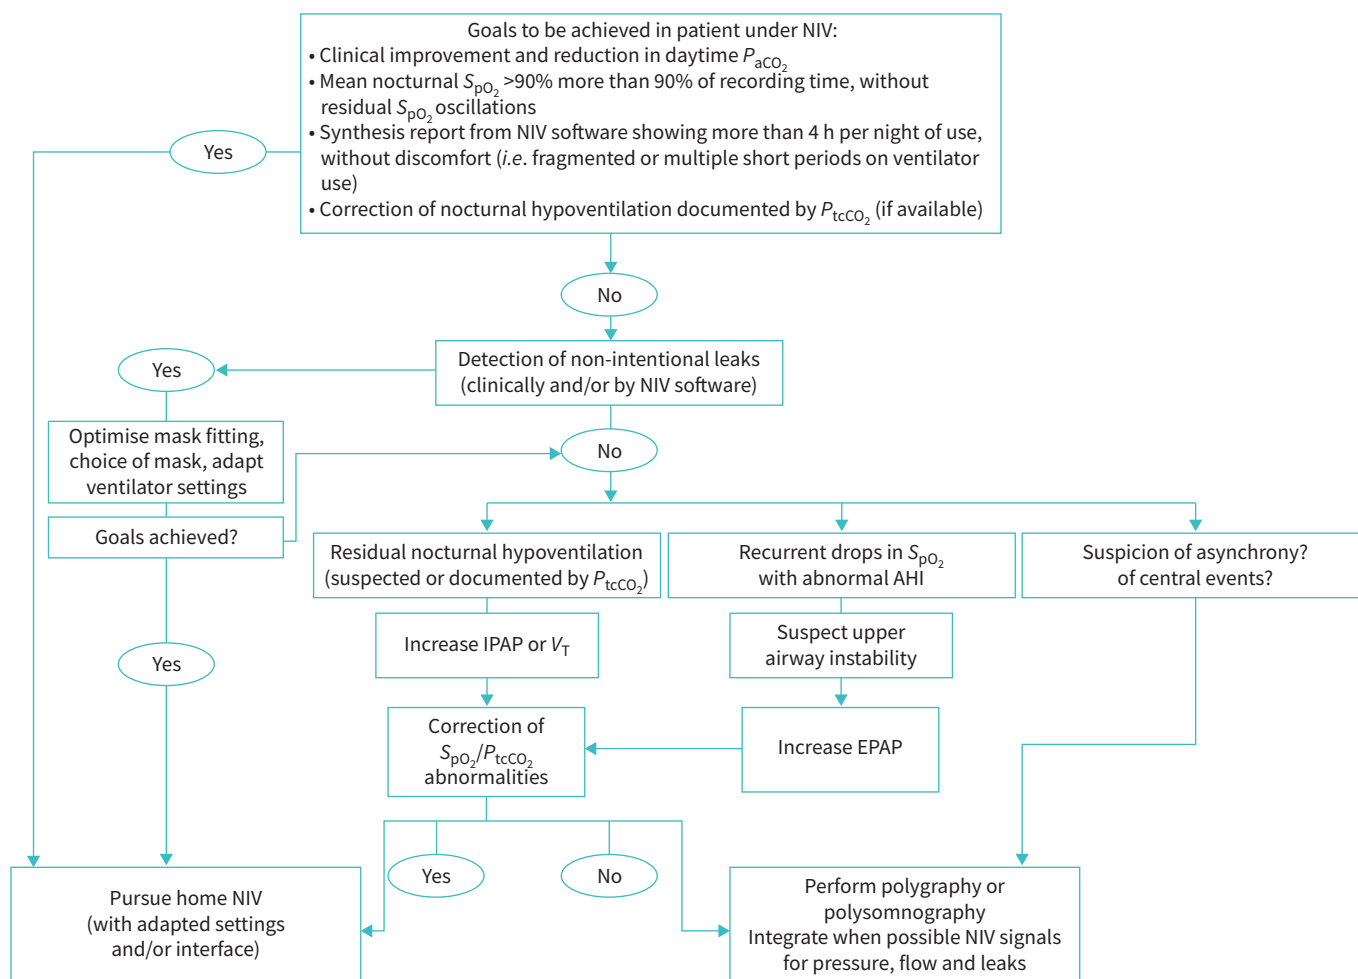 Goals to be achieved in patient under NIV:
• Clinical improvement and reduction in daytime PaCO2
• Mean nocturnal SpO2 >90% more than 90% of recording time, without
residual SpO2 oscillations
• Synthesis report from NIV software showing more than 4 h per night of use,
without discomfort (i.e. fragmented or multiple short periods on ventilator
use)
• Correction of nocturnal hypoventilation documented by PtcCO2 (if available)
Yes
No
Detection of non-intentional leaks
(clinically and/or by NIV software)
Yes
Optimise mask fitting,
choice of mask, adapt
ventilator settings
No
Goals achieved?
Residual nocturnal hypoventilation
(suspected or documented by PtcCO2)
Recurrent drops in SpO2
with abnormal AHI
Suspicion of asynchrony?
of central events?
Yes
Increase IPAP or VT
Suspect upper
airway instability
Correction of
SpO2/PtcCO2
abnormalities
Increase EPAP
Yes
No
Pursue home NIV
(with adapted settings
and/or interface)
Perform polygraphy or
polysomnography
Integrate when possible NIV signals
for pressure, flow and leaks